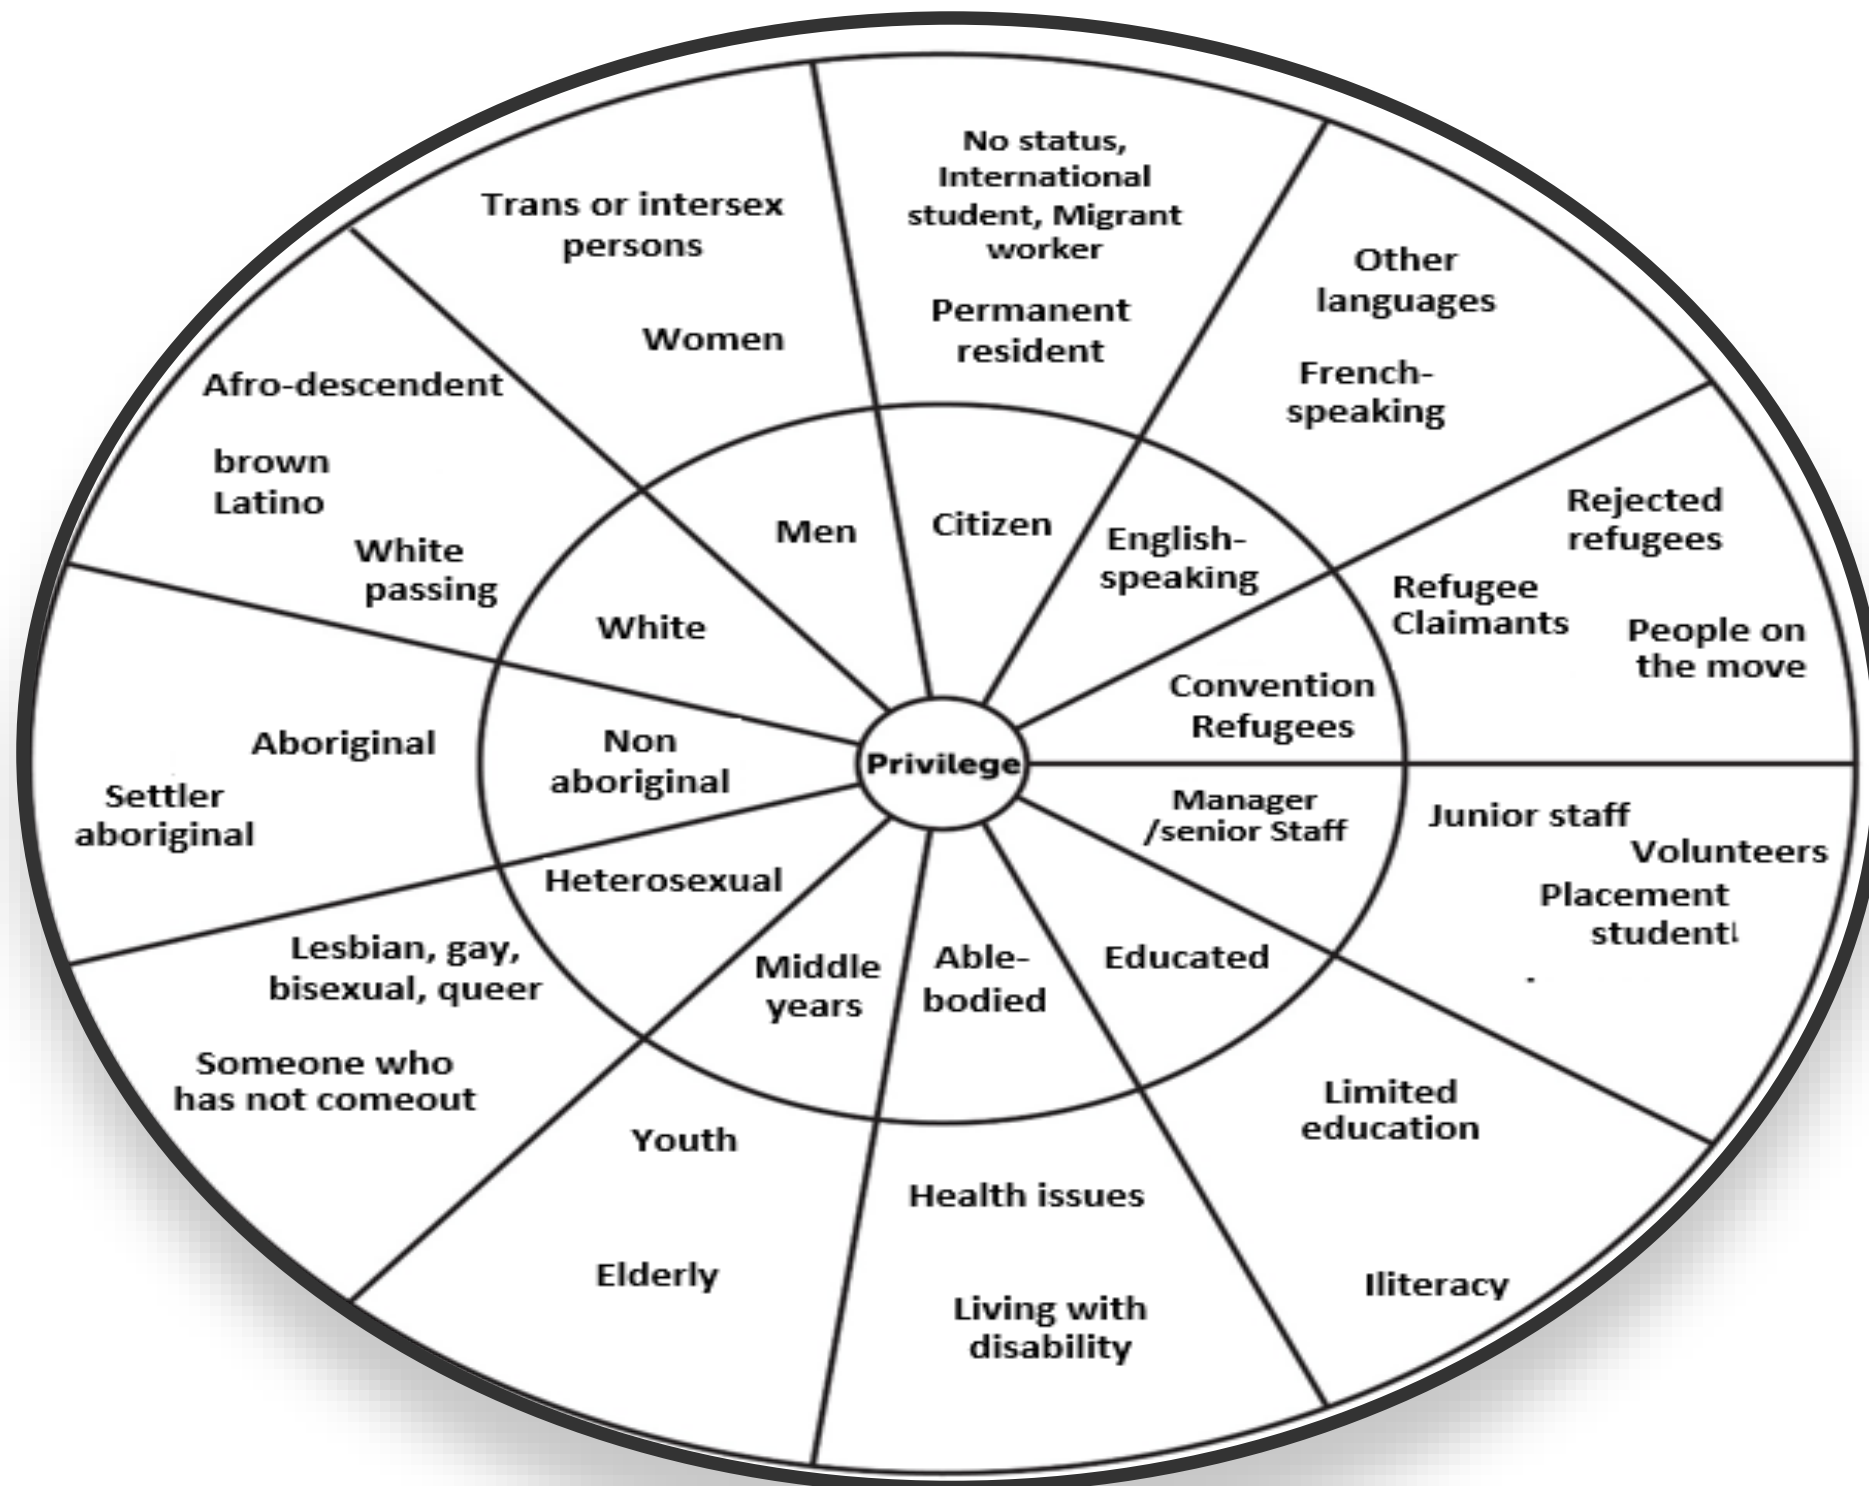 No status,
International
student, Migrant
worker
Permanent
resident
Other
languages
French-
speaking
Rejected
refugees
Refugee
Claimants
People on
the move
Junior staff
Volunteers
Placement
student
Limited
education
Iliteracy
Health issues
Living with
disability
Youth
Elderly
Lesbian, gay,
bisexual, queer
Someone who
has not comeout
Aboriginal
Settler
aboriginal
Afro-descendent
brown
Latino
White
passing
Trans or intersex
persons
Women
Men
Citizen
English-
speaking
Convention
Refugees
Manager
/senior Staff
Educated
Able-
bodied
Middle
years
Heterosexual
Non
aboriginal
White
Privilege